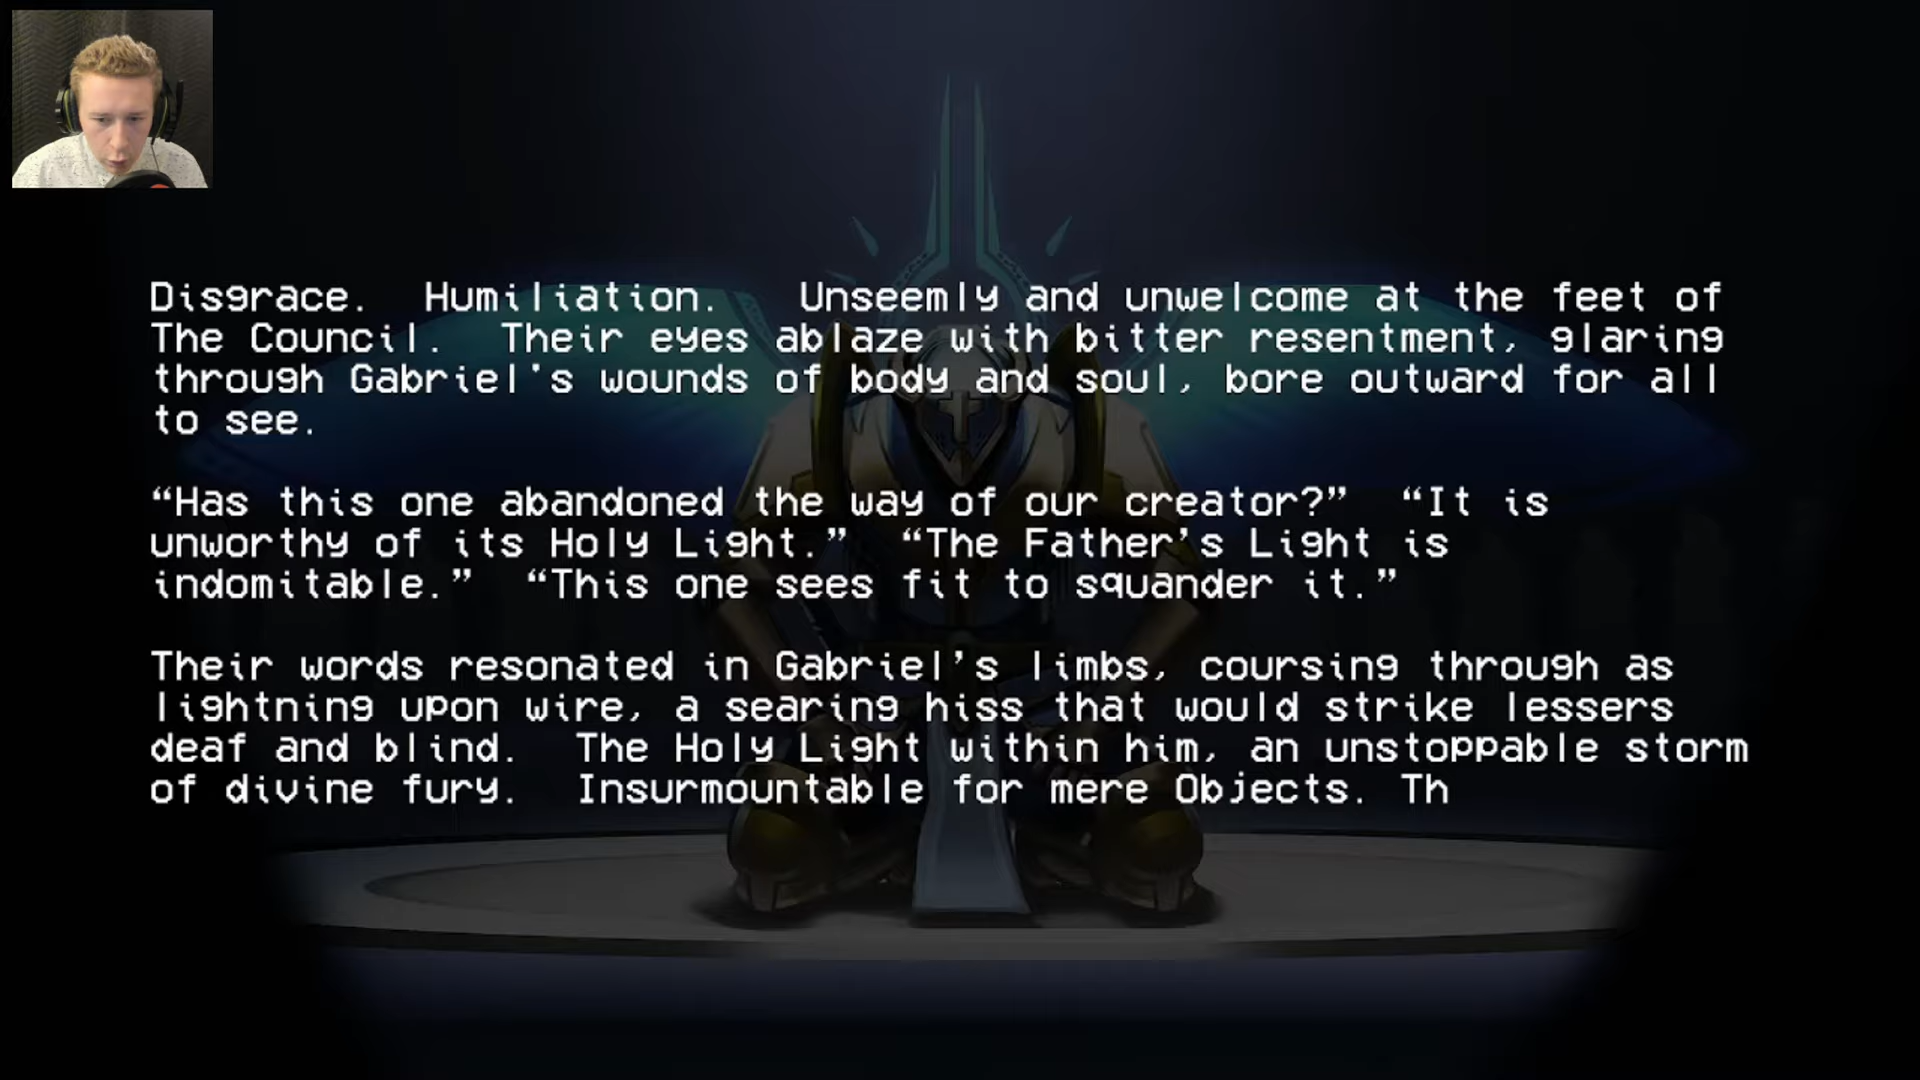 Disgrace.  Humiliation.   Unseemly and unwelcome at the feet of
The Council.  Their eyes ablaze with bitter resentment, glaring
through Gabriel's wounds of body and soul, bore outward for all
to see.
“Has this one abandoned the way of our creator?”  “It is
unworthy of its Holy Light.”  “The Father’s Light is
indomitable.”  “This one sees fit to squander it.”
Their words resonated in Gabriel’s limbs, coursing through as
lightning upon wire, a searing hiss that would strike lessers
deaf and blind.  The Holy Light within him, an unstoppable storm
of divine fury.  Insurmountable for mere Objects. Th